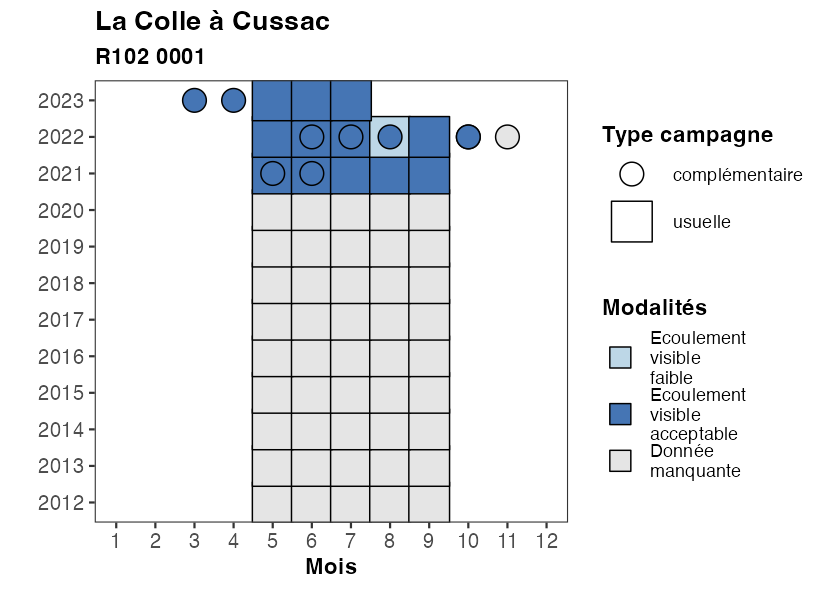 La Colle à Cussac
R102 0001
2023
2022
2021
2020
2019
2018
2017
2016
2015
2014
2013
2012
1 2 3 4 5 6 7 8 9 10 11 12
Mois
Type campagne
complémentaire
usuelle
Modalités
Ecoulement
visible
faible
Ecoulement
visible
acceptable
Donnée
manquante